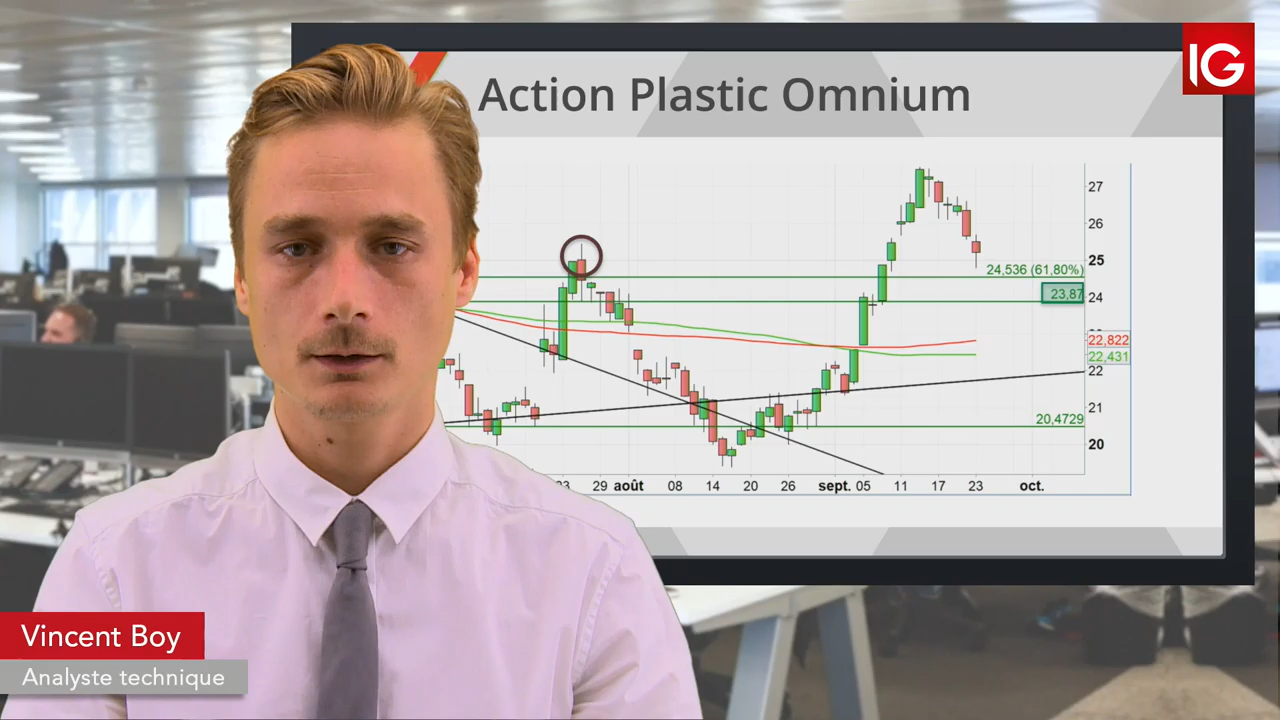 IG
Action Plastic Omnium
27
26
25
24,536 (61,80%)
24
23,87
22,822
22,431
22
21
20,4729
20
29 août 08 14 20 26 sept. 05 11 17 23 oct.
Vincent Boy
Analyste technique